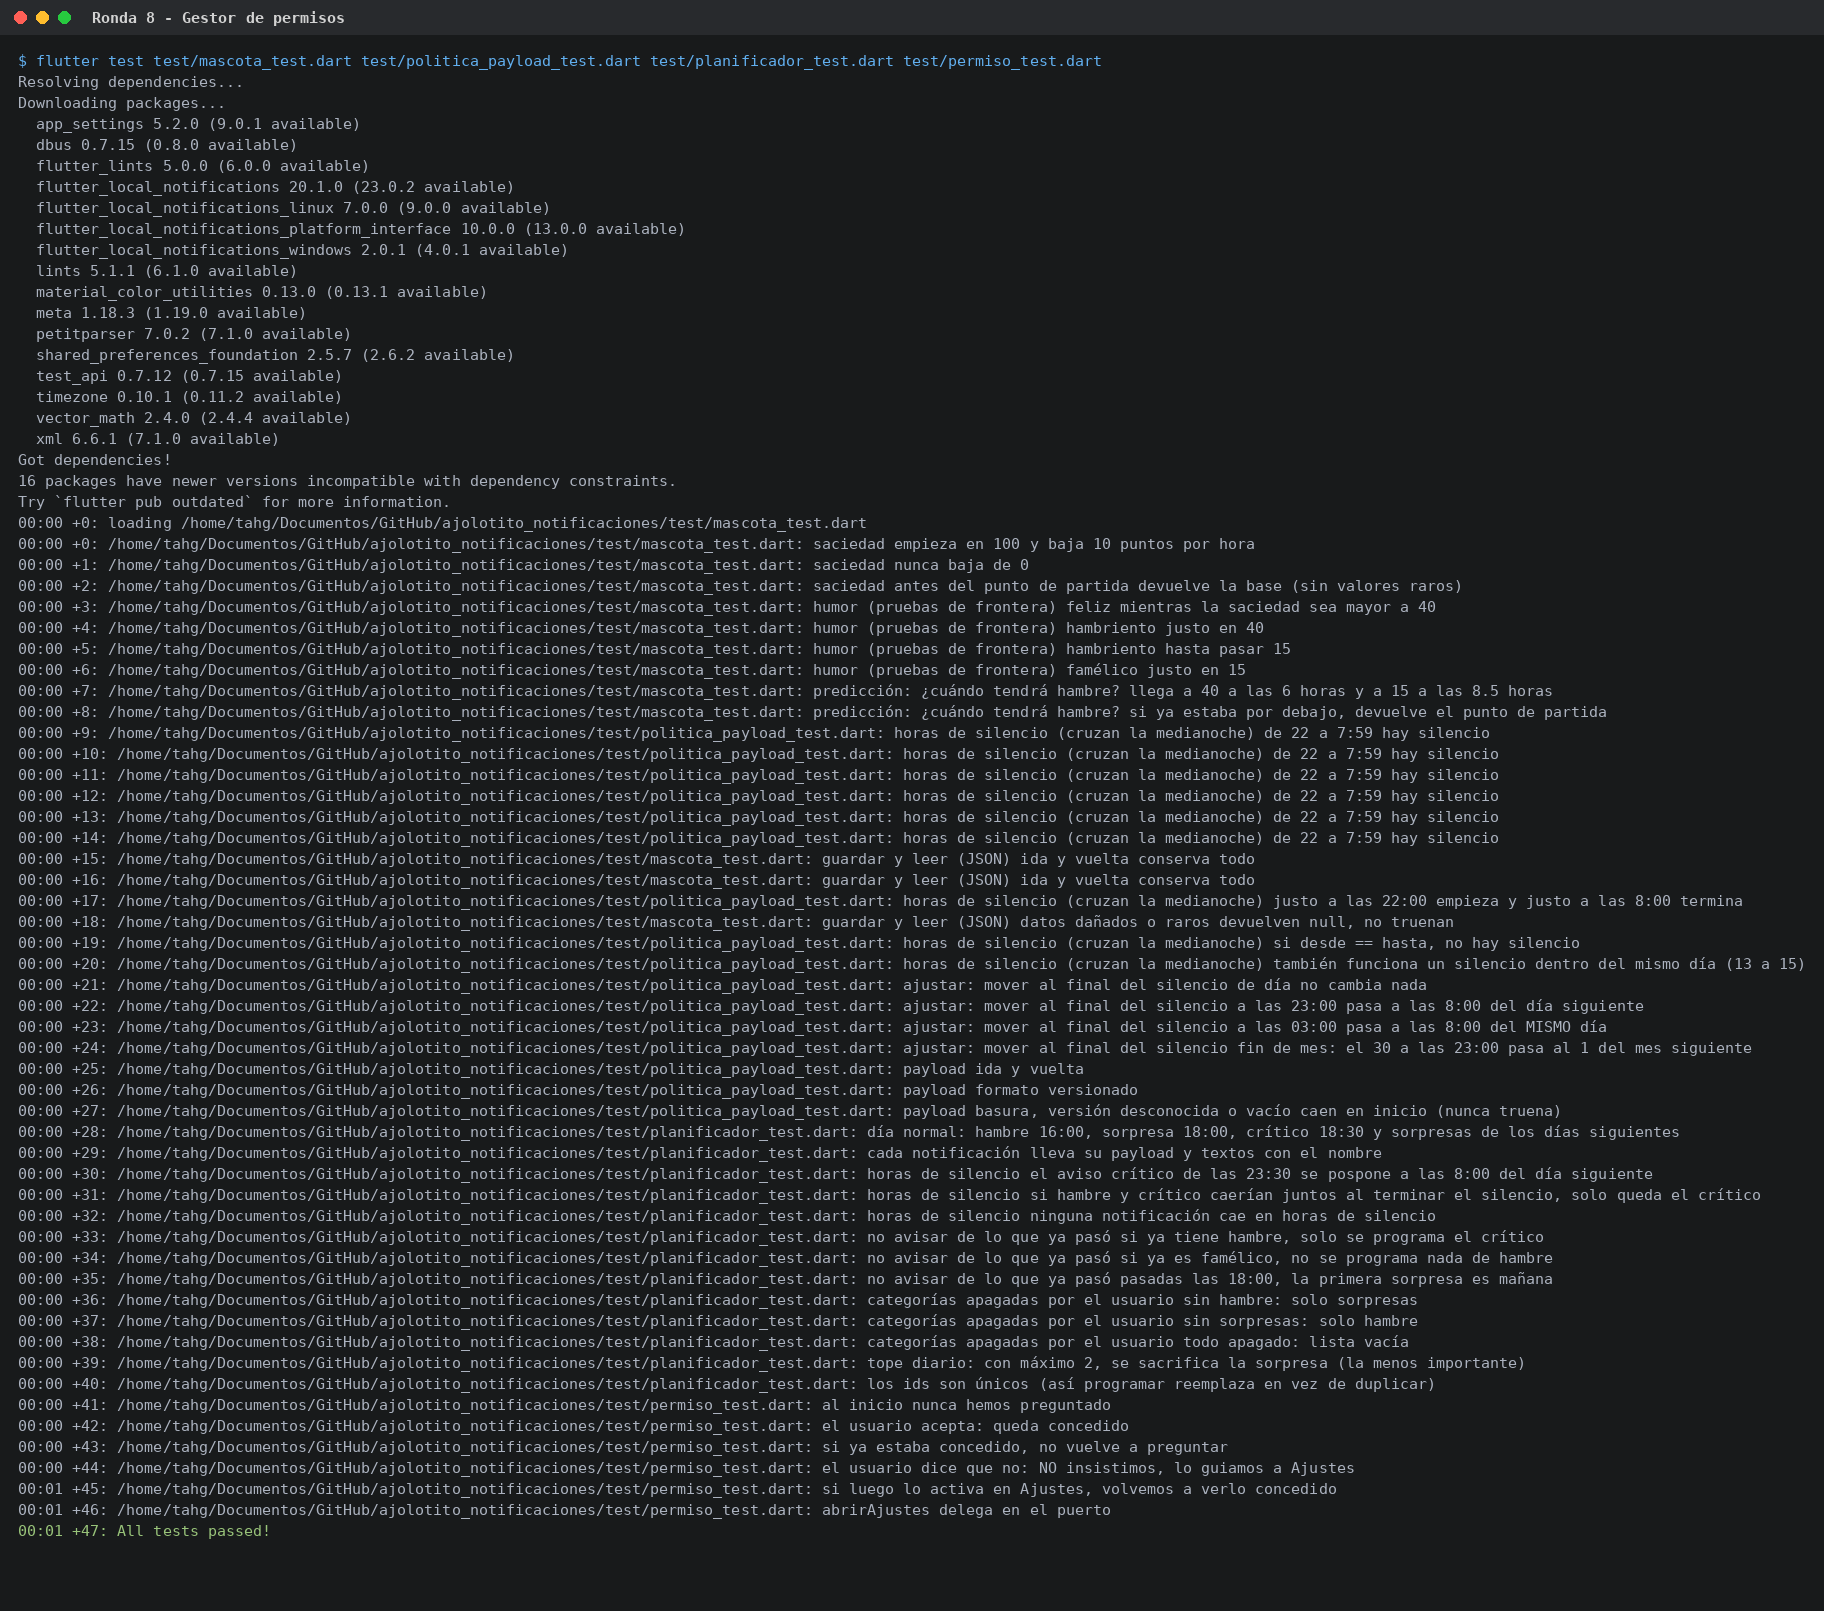 Ronda 8 - Gestor de permisos
$ flutter test test/mascota_test.dart test/politica_payload_test.dart test/planificador_test.dart test/permiso_test.dart
Resolving dependencies...
Downloading packages...
  app_settings 5.2.0 (9.0.1 available)
  dbus 0.7.15 (0.8.0 available)
  flutter_lints 5.0.0 (6.0.0 available)
  flutter_local_notifications 20.1.0 (23.0.2 available)
  flutter_local_notifications_linux 7.0.0 (9.0.0 available)
  flutter_local_notifications_platform_interface 10.0.0 (13.0.0 available)
  flutter_local_notifications_windows 2.0.1 (4.0.1 available)
  lints 5.1.1 (6.1.0 available)
  material_color_utilities 0.13.0 (0.13.1 available)
  meta 1.18.3 (1.19.0 available)
  petitparser 7.0.2 (7.1.0 available)
  shared_preferences_foundation 2.5.7 (2.6.2 available)
  test_api 0.7.12 (0.7.15 available)
  timezone 0.10.1 (0.11.2 available)
  vector_math 2.4.0 (2.4.4 available)
  xml 6.6.1 (7.1.0 available)
Got dependencies!
16 packages have newer versions incompatible with dependency constraints.
Try `flutter pub outdated` for more information.
00:00 +0: loading /home/tahg/Documentos/GitHub/ajolotito_notificaciones/test/mascota_test.dart
00:00 +0: /home/tahg/Documentos/GitHub/ajolotito_notificaciones/test/mascota_test.dart: saciedad empieza en 100 y baja 10 puntos por hora
00:00 +1: /home/tahg/Documentos/GitHub/ajolotito_notificaciones/test/mascota_test.dart: saciedad nunca baja de 0
00:00 +2: /home/tahg/Documentos/GitHub/ajolotito_notificaciones/test/mascota_test.dart: saciedad antes del punto de partida devuelve la base (sin valores raros)
00:00 +3: /home/tahg/Documentos/GitHub/ajolotito_notificaciones/test/mascota_test.dart: humor (pruebas de frontera) feliz mientras la saciedad sea mayor a 40
00:00 +4: /home/tahg/Documentos/GitHub/ajolotito_notificaciones/test/mascota_test.dart: humor (pruebas de frontera) hambriento justo en 40
00:00 +5: /home/tahg/Documentos/GitHub/ajolotito_notificaciones/test/mascota_test.dart: humor (pruebas de frontera) hambriento hasta pasar 15
00:00 +6: /home/tahg/Documentos/GitHub/ajolotito_notificaciones/test/mascota_test.dart: humor (pruebas de frontera) famélico justo en 15
00:00 +7: /home/tahg/Documentos/GitHub/ajolotito_notificaciones/test/mascota_test.dart: predicción: ¿cuándo tendrá hambre? llega a 40 a las 6 horas y a 15 a las 8.5 horas
00:00 +8: /home/tahg/Documentos/GitHub/ajolotito_notificaciones/test/mascota_test.dart: predicción: ¿cuándo tendrá hambre? si ya estaba por debajo, devuelve el punto de partida
00:00 +9: /home/tahg/Documentos/GitHub/ajolotito_notificaciones/test/politica_payload_test.dart: horas de silencio (cruzan la medianoche) de 22 a 7:59 hay silencio
00:00 +10: /home/tahg/Documentos/GitHub/ajolotito_notificaciones/test/politica_payload_test.dart: horas de silencio (cruzan la medianoche) de 22 a 7:59 hay silencio
00:00 +11: /home/tahg/Documentos/GitHub/ajolotito_notificaciones/test/politica_payload_test.dart: horas de silencio (cruzan la medianoche) de 22 a 7:59 hay silencio
00:00 +12: /home/tahg/Documentos/GitHub/ajolotito_notificaciones/test/politica_payload_test.dart: horas de silencio (cruzan la medianoche) de 22 a 7:59 hay silencio
00:00 +13: /home/tahg/Documentos/GitHub/ajolotito_notificaciones/test/politica_payload_test.dart: horas de silencio (cruzan la medianoche) de 22 a 7:59 hay silencio
00:00 +14: /home/tahg/Documentos/GitHub/ajolotito_notificaciones/test/politica_payload_test.dart: horas de silencio (cruzan la medianoche) de 22 a 7:59 hay silencio
00:00 +15: /home/tahg/Documentos/GitHub/ajolotito_notificaciones/test/mascota_test.dart: guardar y leer (JSON) ida y vuelta conserva todo
00:00 +16: /home/tahg/Documentos/GitHub/ajolotito_notificaciones/test/mascota_test.dart: guardar y leer (JSON) ida y vuelta conserva todo
00:00 +17: /home/tahg/Documentos/GitHub/ajolotito_notificaciones/test/politica_payload_test.dart: horas de silencio (cruzan la medianoche) justo a las 22:00 empieza y justo a las 8:00 termina
00:00 +18: /home/tahg/Documentos/GitHub/ajolotito_notificaciones/test/mascota_test.dart: guardar y leer (JSON) datos dañados o raros devuelven null, no truenan
00:00 +19: /home/tahg/Documentos/GitHub/ajolotito_notificaciones/test/politica_payload_test.dart: horas de silencio (cruzan la medianoche) si desde == hasta, no hay silencio
00:00 +20: /home/tahg/Documentos/GitHub/ajolotito_notificaciones/test/politica_payload_test.dart: horas de silencio (cruzan la medianoche) también funciona un silencio dentro del mismo día (13 a 15)
00:00 +21: /home/tahg/Documentos/GitHub/ajolotito_notificaciones/test/politica_payload_test.dart: ajustar: mover al final del silencio de día no cambia nada
00:00 +22: /home/tahg/Documentos/GitHub/ajolotito_notificaciones/test/politica_payload_test.dart: ajustar: mover al final del silencio a las 23:00 pasa a las 8:00 del día siguiente
00:00 +23: /home/tahg/Documentos/GitHub/ajolotito_notificaciones/test/politica_payload_test.dart: ajustar: mover al final del silencio a las 03:00 pasa a las 8:00 del MISMO día
00:00 +24: /home/tahg/Documentos/GitHub/ajolotito_notificaciones/test/politica_payload_test.dart: ajustar: mover al final del silencio fin de mes: el 30 a las 23:00 pasa al 1 del mes siguiente
00:00 +25: /home/tahg/Documentos/GitHub/ajolotito_notificaciones/test/politica_payload_test.dart: payload ida y vuelta
00:00 +26: /home/tahg/Documentos/GitHub/ajolotito_notificaciones/test/politica_payload_test.dart: payload formato versionado
00:00 +27: /home/tahg/Documentos/GitHub/ajolotito_notificaciones/test/politica_payload_test.dart: payload basura, versión desconocida o vacío caen en inicio (nunca truena)
00:00 +28: /home/tahg/Documentos/GitHub/ajolotito_notificaciones/test/planificador_test.dart: día normal: hambre 16:00, sorpresa 18:00, crítico 18:30 y sorpresas de los días siguientes
00:00 +29: /home/tahg/Documentos/GitHub/ajolotito_notificaciones/test/planificador_test.dart: cada notificación lleva su payload y textos con el nombre
00:00 +30: /home/tahg/Documentos/GitHub/ajolotito_notificaciones/test/planificador_test.dart: horas de silencio el aviso crítico de las 23:30 se pospone a las 8:00 del día siguiente
00:00 +31: /home/tahg/Documentos/GitHub/ajolotito_notificaciones/test/planificador_test.dart: horas de silencio si hambre y crítico caerían juntos al terminar el silencio, solo queda el crítico
00:00 +32: /home/tahg/Documentos/GitHub/ajolotito_notificaciones/test/planificador_test.dart: horas de silencio ninguna notificación cae en horas de silencio
00:00 +33: /home/tahg/Documentos/GitHub/ajolotito_notificaciones/test/planificador_test.dart: no avisar de lo que ya pasó si ya tiene hambre, solo se programa el crítico
00:00 +34: /home/tahg/Documentos/GitHub/ajolotito_notificaciones/test/planificador_test.dart: no avisar de lo que ya pasó si ya es famélico, no se programa nada de hambre
00:00 +35: /home/tahg/Documentos/GitHub/ajolotito_notificaciones/test/planificador_test.dart: no avisar de lo que ya pasó pasadas las 18:00, la primera sorpresa es mañana
00:00 +36: /home/tahg/Documentos/GitHub/ajolotito_notificaciones/test/planificador_test.dart: categorías apagadas por el usuario sin hambre: solo sorpresas
00:00 +37: /home/tahg/Documentos/GitHub/ajolotito_notificaciones/test/planificador_test.dart: categorías apagadas por el usuario sin sorpresas: solo hambre
00:00 +38: /home/tahg/Documentos/GitHub/ajolotito_notificaciones/test/planificador_test.dart: categorías apagadas por el usuario todo apagado: lista vacía
00:00 +39: /home/tahg/Documentos/GitHub/ajolotito_notificaciones/test/planificador_test.dart: tope diario: con máximo 2, se sacrifica la sorpresa (la menos importante)
00:00 +40: /home/tahg/Documentos/GitHub/ajolotito_notificaciones/test/planificador_test.dart: los ids son únicos (así programar reemplaza en vez de duplicar)
00:00 +41: /home/tahg/Documentos/GitHub/ajolotito_notificaciones/test/permiso_test.dart: al inicio nunca hemos preguntado
00:00 +42: /home/tahg/Documentos/GitHub/ajolotito_notificaciones/test/permiso_test.dart: el usuario acepta: queda concedido
00:00 +43: /home/tahg/Documentos/GitHub/ajolotito_notificaciones/test/permiso_test.dart: si ya estaba concedido, no vuelve a preguntar
00:00 +44: /home/tahg/Documentos/GitHub/ajolotito_notificaciones/test/permiso_test.dart: el usuario dice que no: NO insistimos, lo guiamos a Ajustes
00:01 +45: /home/tahg/Documentos/GitHub/ajolotito_notificaciones/test/permiso_test.dart: si luego lo activa en Ajustes, volvemos a verlo concedido
00:01 +46: /home/tahg/Documentos/GitHub/ajolotito_notificaciones/test/permiso_test.dart: abrirAjustes delega en el puerto
00:01 +47: All tests passed!